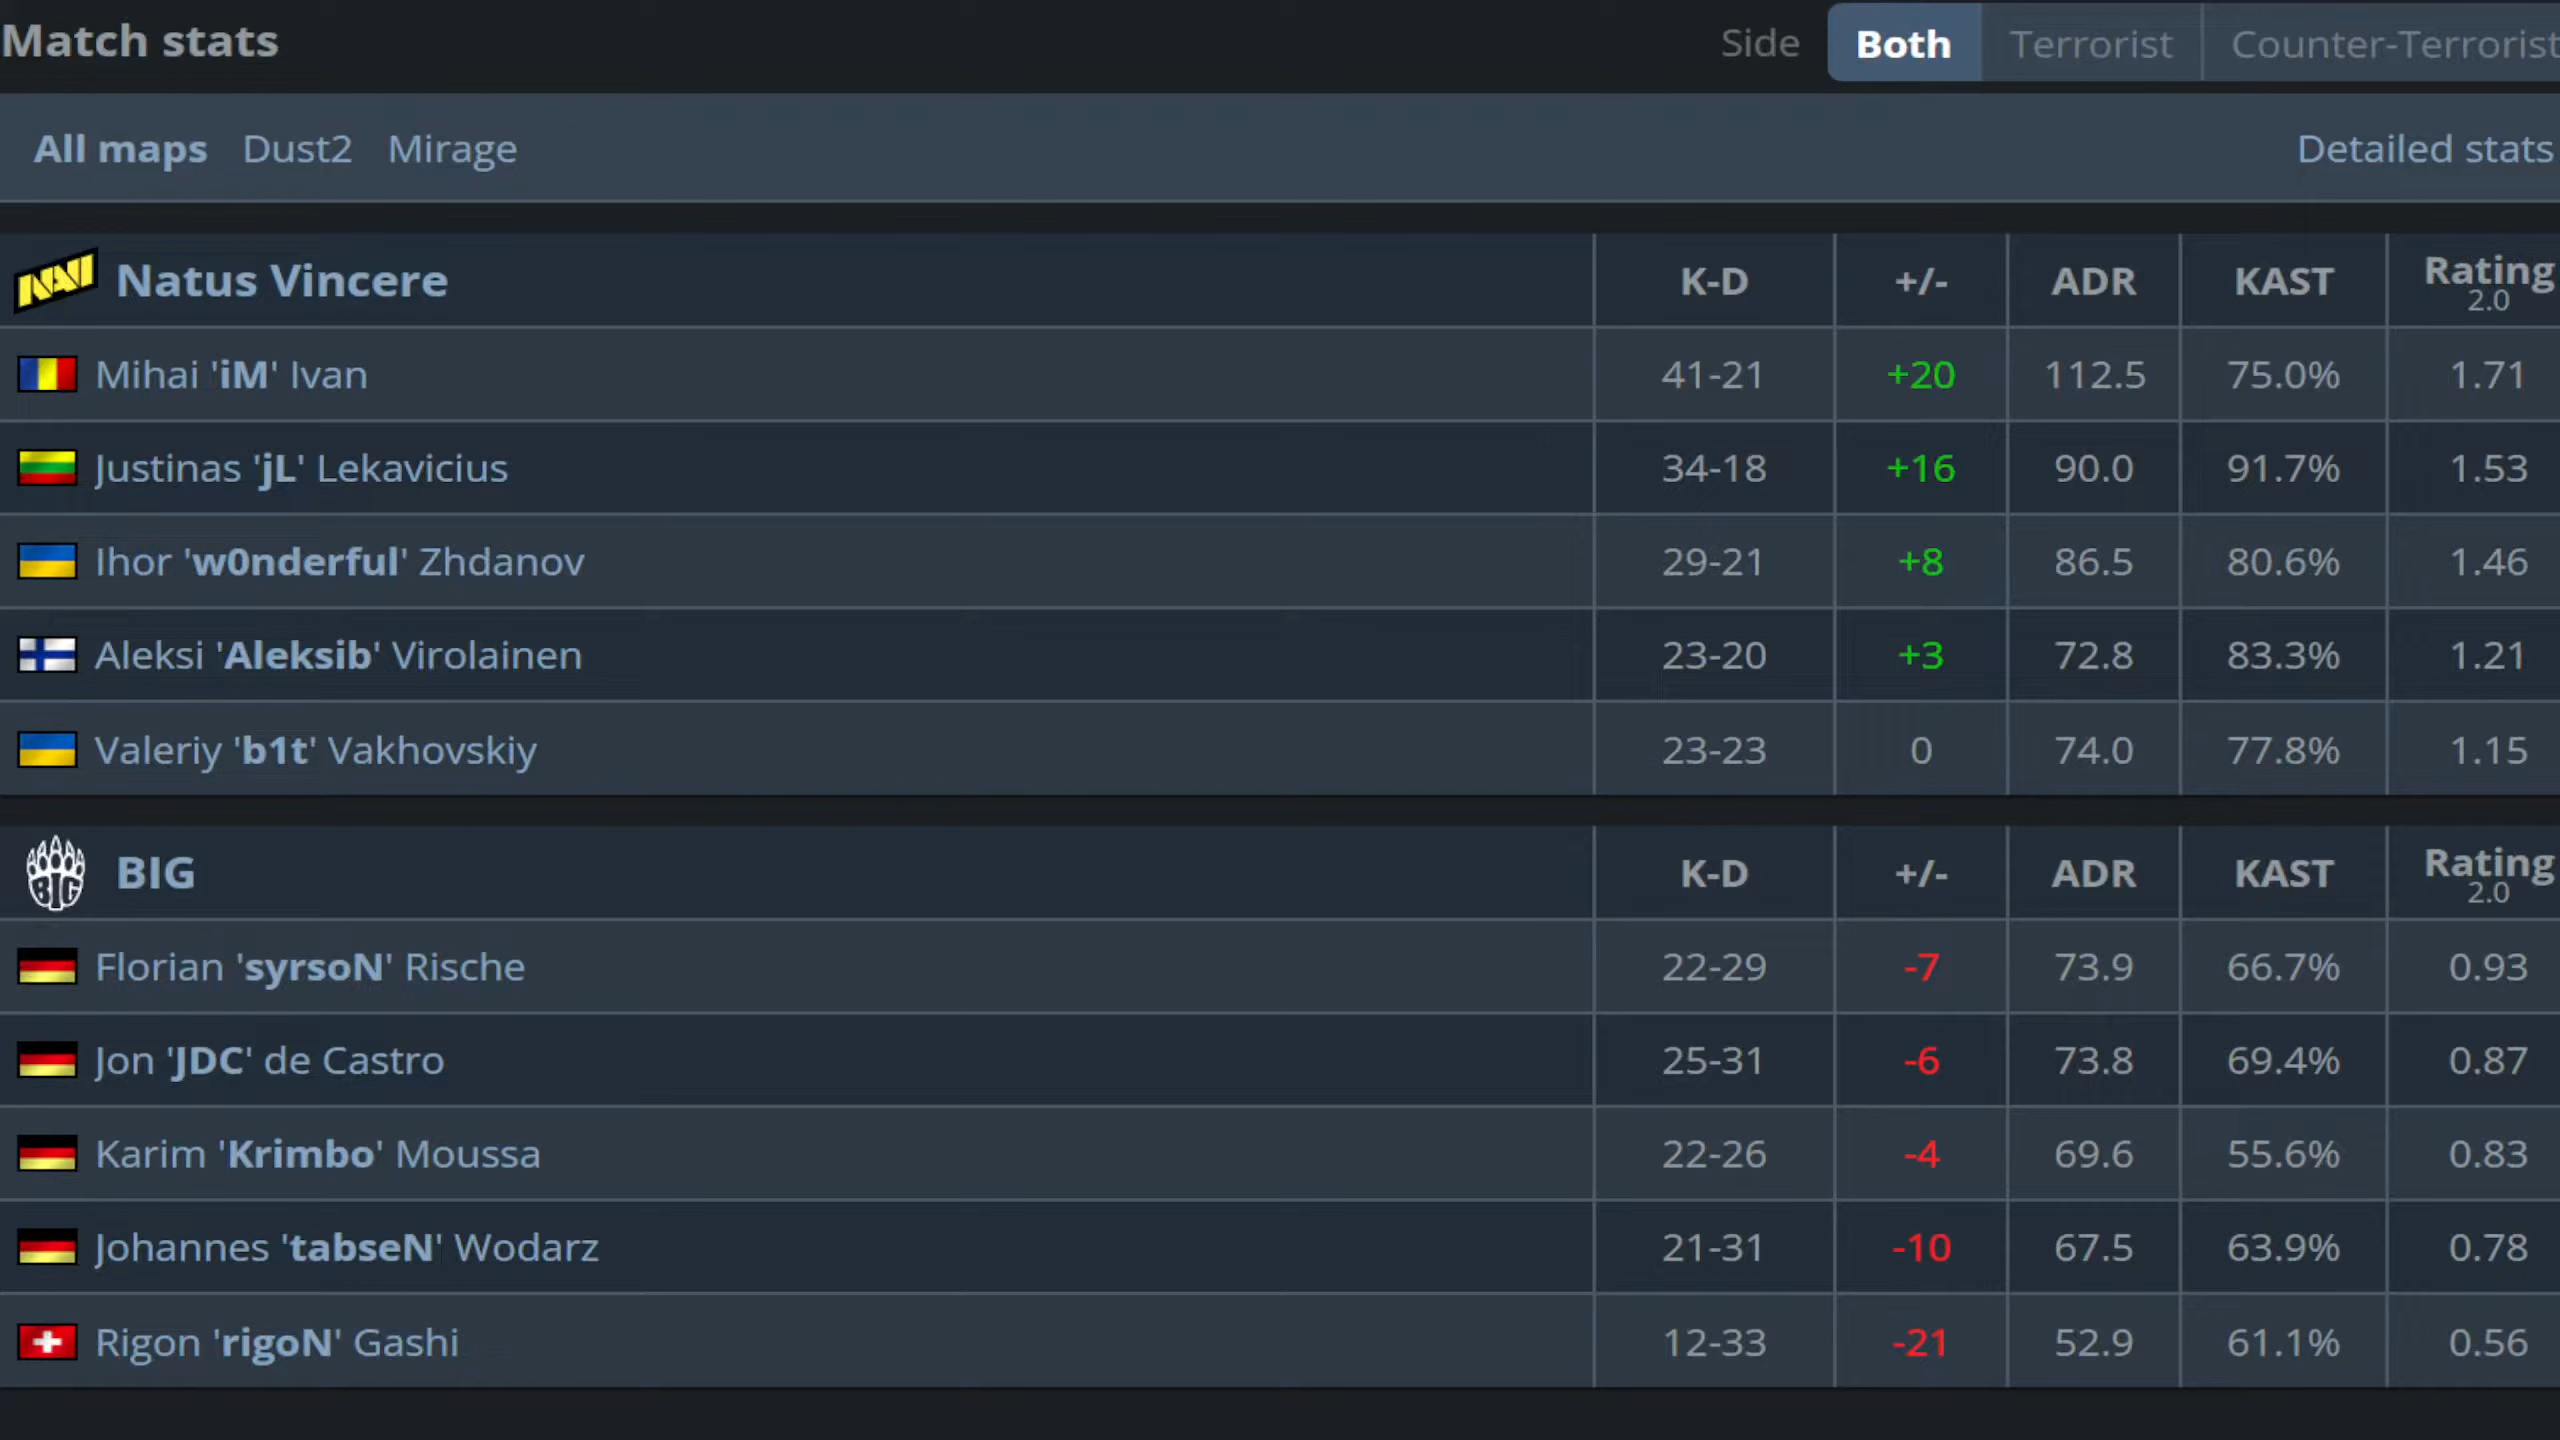 Match stats Side Both Terrorist Counter-Terrorist
All maps Dust2 Mirage Detailed stats
NAVI Natus Vincere K-D +/- ADR KAST Rating 2.0
Mihai 'iM' Ivan 41-21 +20 112.5 75.0% 1.71
Justinas 'jL' Lekavicius 34-18 +16 90.0 91.7% 1.53
Ihor 'w0nderful' Zhdanov 29-21 +8 86.5 80.6% 1.46
Aleksi 'Aleksib' Virolainen 23-20 +3 72.8 83.3% 1.21
Valeriy 'b1t' Vakhovskiy 23-23 0 74.0 77.8% 1.15
BIG BIG K-D +/- ADR KAST Rating 2.0
Florian 'syrsoN' Rische 22-29 -7 73.9 66.7% 0.93
Jon 'JDC' de Castro 25-31 -6 73.8 69.4% 0.87
Karim 'Krimbo' Moussa 22-26 -4 69.6 55.6% 0.83
Johannes 'tabseN' Wodarz 21-31 -10 67.5 63.9% 0.78
Rigon 'rigoN' Gashi 12-33 -21 52.9 61.1% 0.56